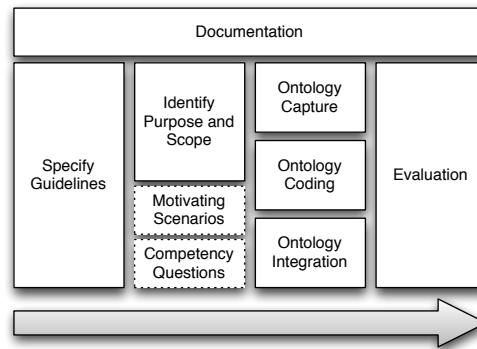 Documentation
Specify
Guidelines
Identify
Purpose and
Scope
Motivating
Scenarios
Competency
Questions
Ontology
Capture
Ontology
Coding
Ontology
Integration
Evaluation